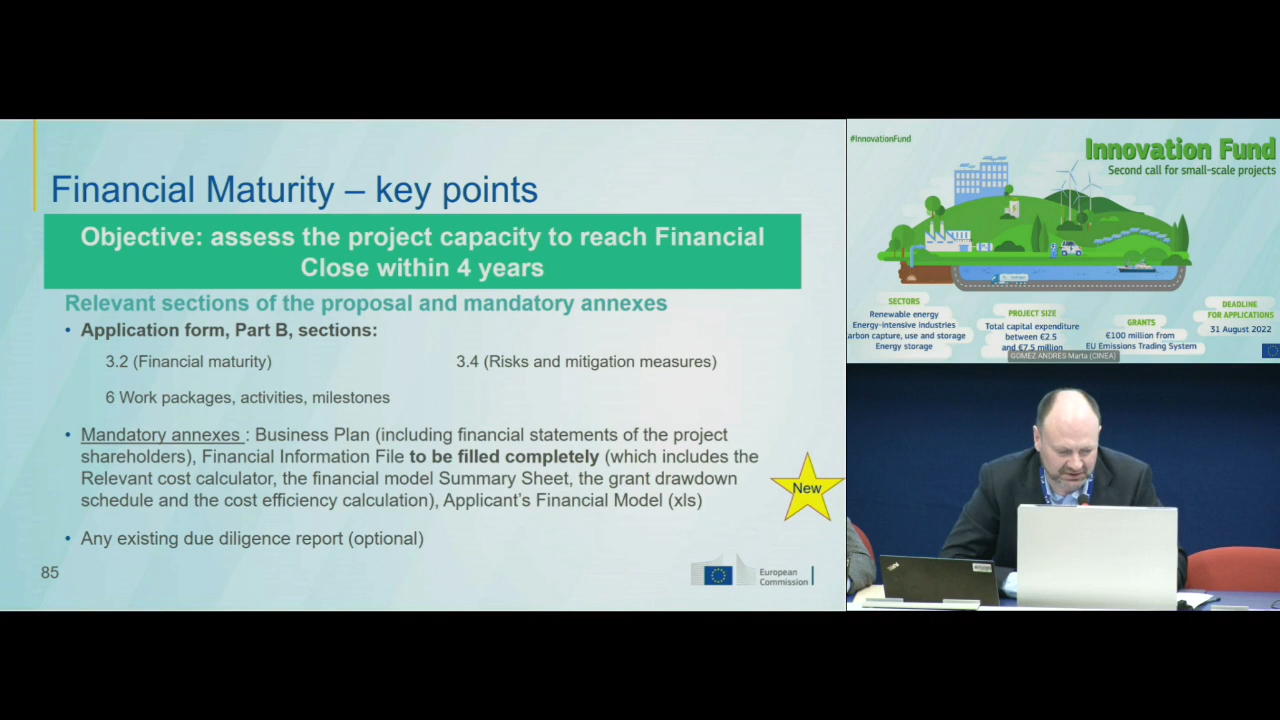 Financial Maturity – key points
Objective: assess the project capacity to reach Financial
Close within 4 years
Relevant sections of the proposal and mandatory annexes
• Application form, Part B, sections:
3.2 (Financial maturity)
3.4 (Risks and mitigation measures)
6 Work packages, activities, milestones
• Mandatory annexes : Business Plan (including financial statements of the project
shareholders), Financial Information File to be filled completely (which includes the
Relevant cost calculator, the financial model Summary Sheet, the grant drawdown
schedule and the cost efficiency calculation), Applicant's Financial Model (xls)
New
• Any existing due diligence report (optional)
85
European
Commission
#InnovationFund
Innovation Fund
Second call for small-scale projects
SECTORS
Renewable energy
Energy-intensive industries
arbon capture, use and storage
Energy storage
PROJECT SIZE
Total capital expenditure
between €2.5
and €7.5 million
GRANTS
€100 million from
EU Emissions Trading System
DEADLINE
FOR APPLICATIONS
31 August 2022
GOMEZ ANDRES Marta (CINEA)